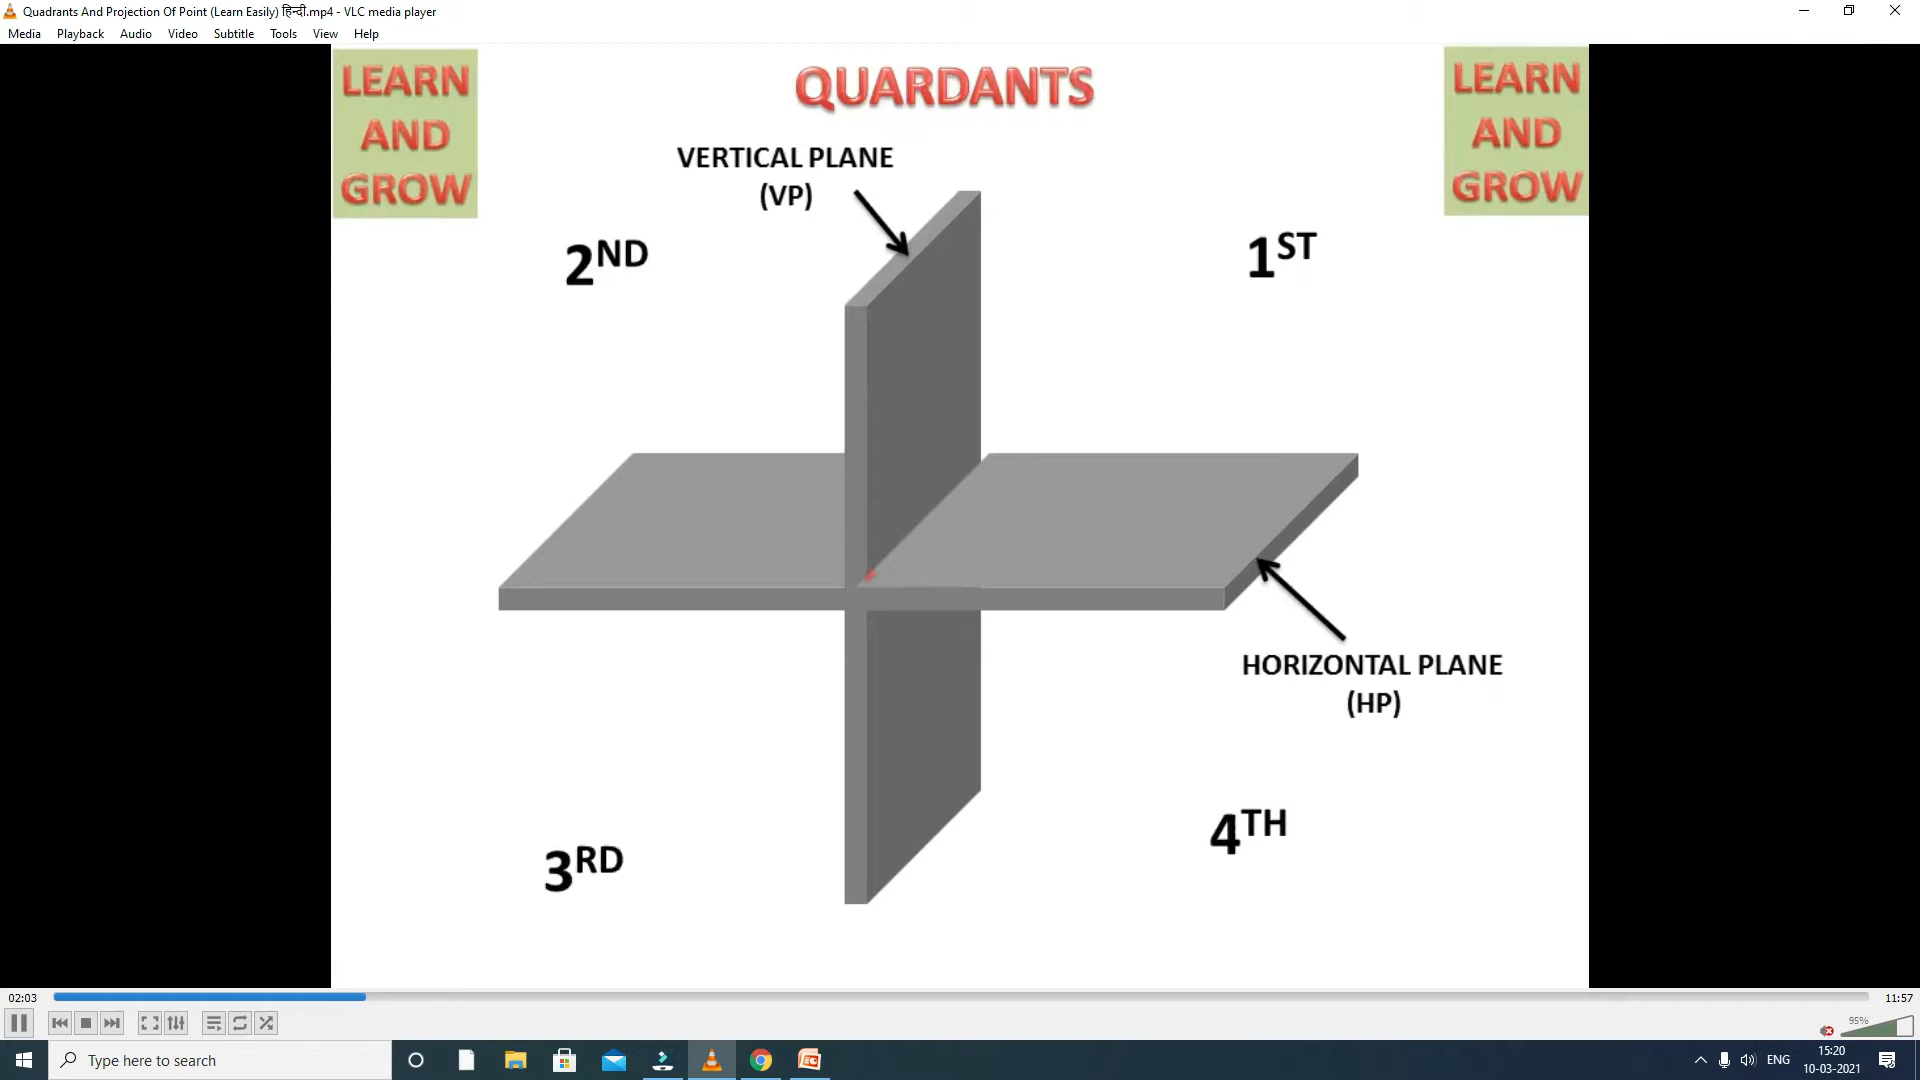 Quadrants And Projection Of Point (Learn Easily) हिन्दी.mp4 - VLC media player
Media Playback Audio Video Subtitle Tools View Help
LEARN
AND
GROW
QUARDANTS
LEARN
AND
GROW
VERTICAL PLANE
(VP)
2ND
1ST
HORIZONTAL PLANE
(HP)
3RD
4TH
02:03
11:57
95%
Type here to search
ENG
15:20
10-03-2021